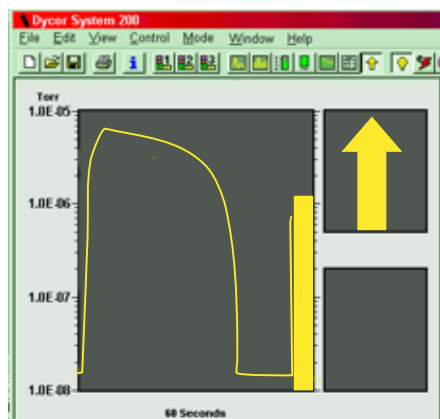 Dycor System 200
File Edit View Control Mode Window Help
Torr
1.0E-05
1.0E-06
1.0E-07
1.0E-08
60 Seconds